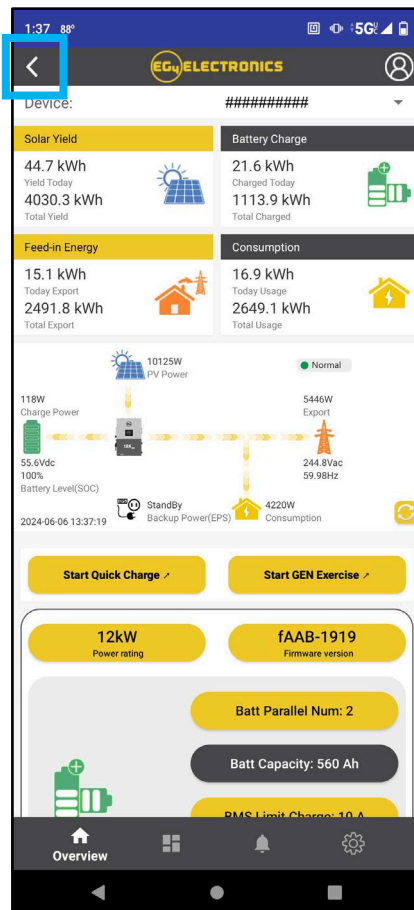 1:37 88° 5G
EG4 ELECTRONICS
Device: ##########
Solar Yield
44.7 kWh
Yield Today
4030.3 kWh
Total Yield
Battery Charge
21.6 kWh
Charged Today
1113.9 kWh
Total Charged
Feed-in Energy
15.1 kWh
Today Export
2491.8 kWh
Total Export
Consumption
16.9 kWh
Today Usage
2649.1 kWh
Total Usage
10125W
PV Power
Normal
118W
Charge Power
5446W
Export
55.6Vdc
100%
Battery Level(SOC)
244.8Vac
59.98Hz
StandBy
Backup Power(EPS)
4220W
Consumption
2024-06-06 13:37:19
Start Quick Charge ↗
Start GEN Exercise ↗
12kW
Power rating
fAAB-1919
Firmware version
Batt Parallel Num: 2
Batt Capacity: 560 Ah
BMS Limit Charge: 10 A
Overview